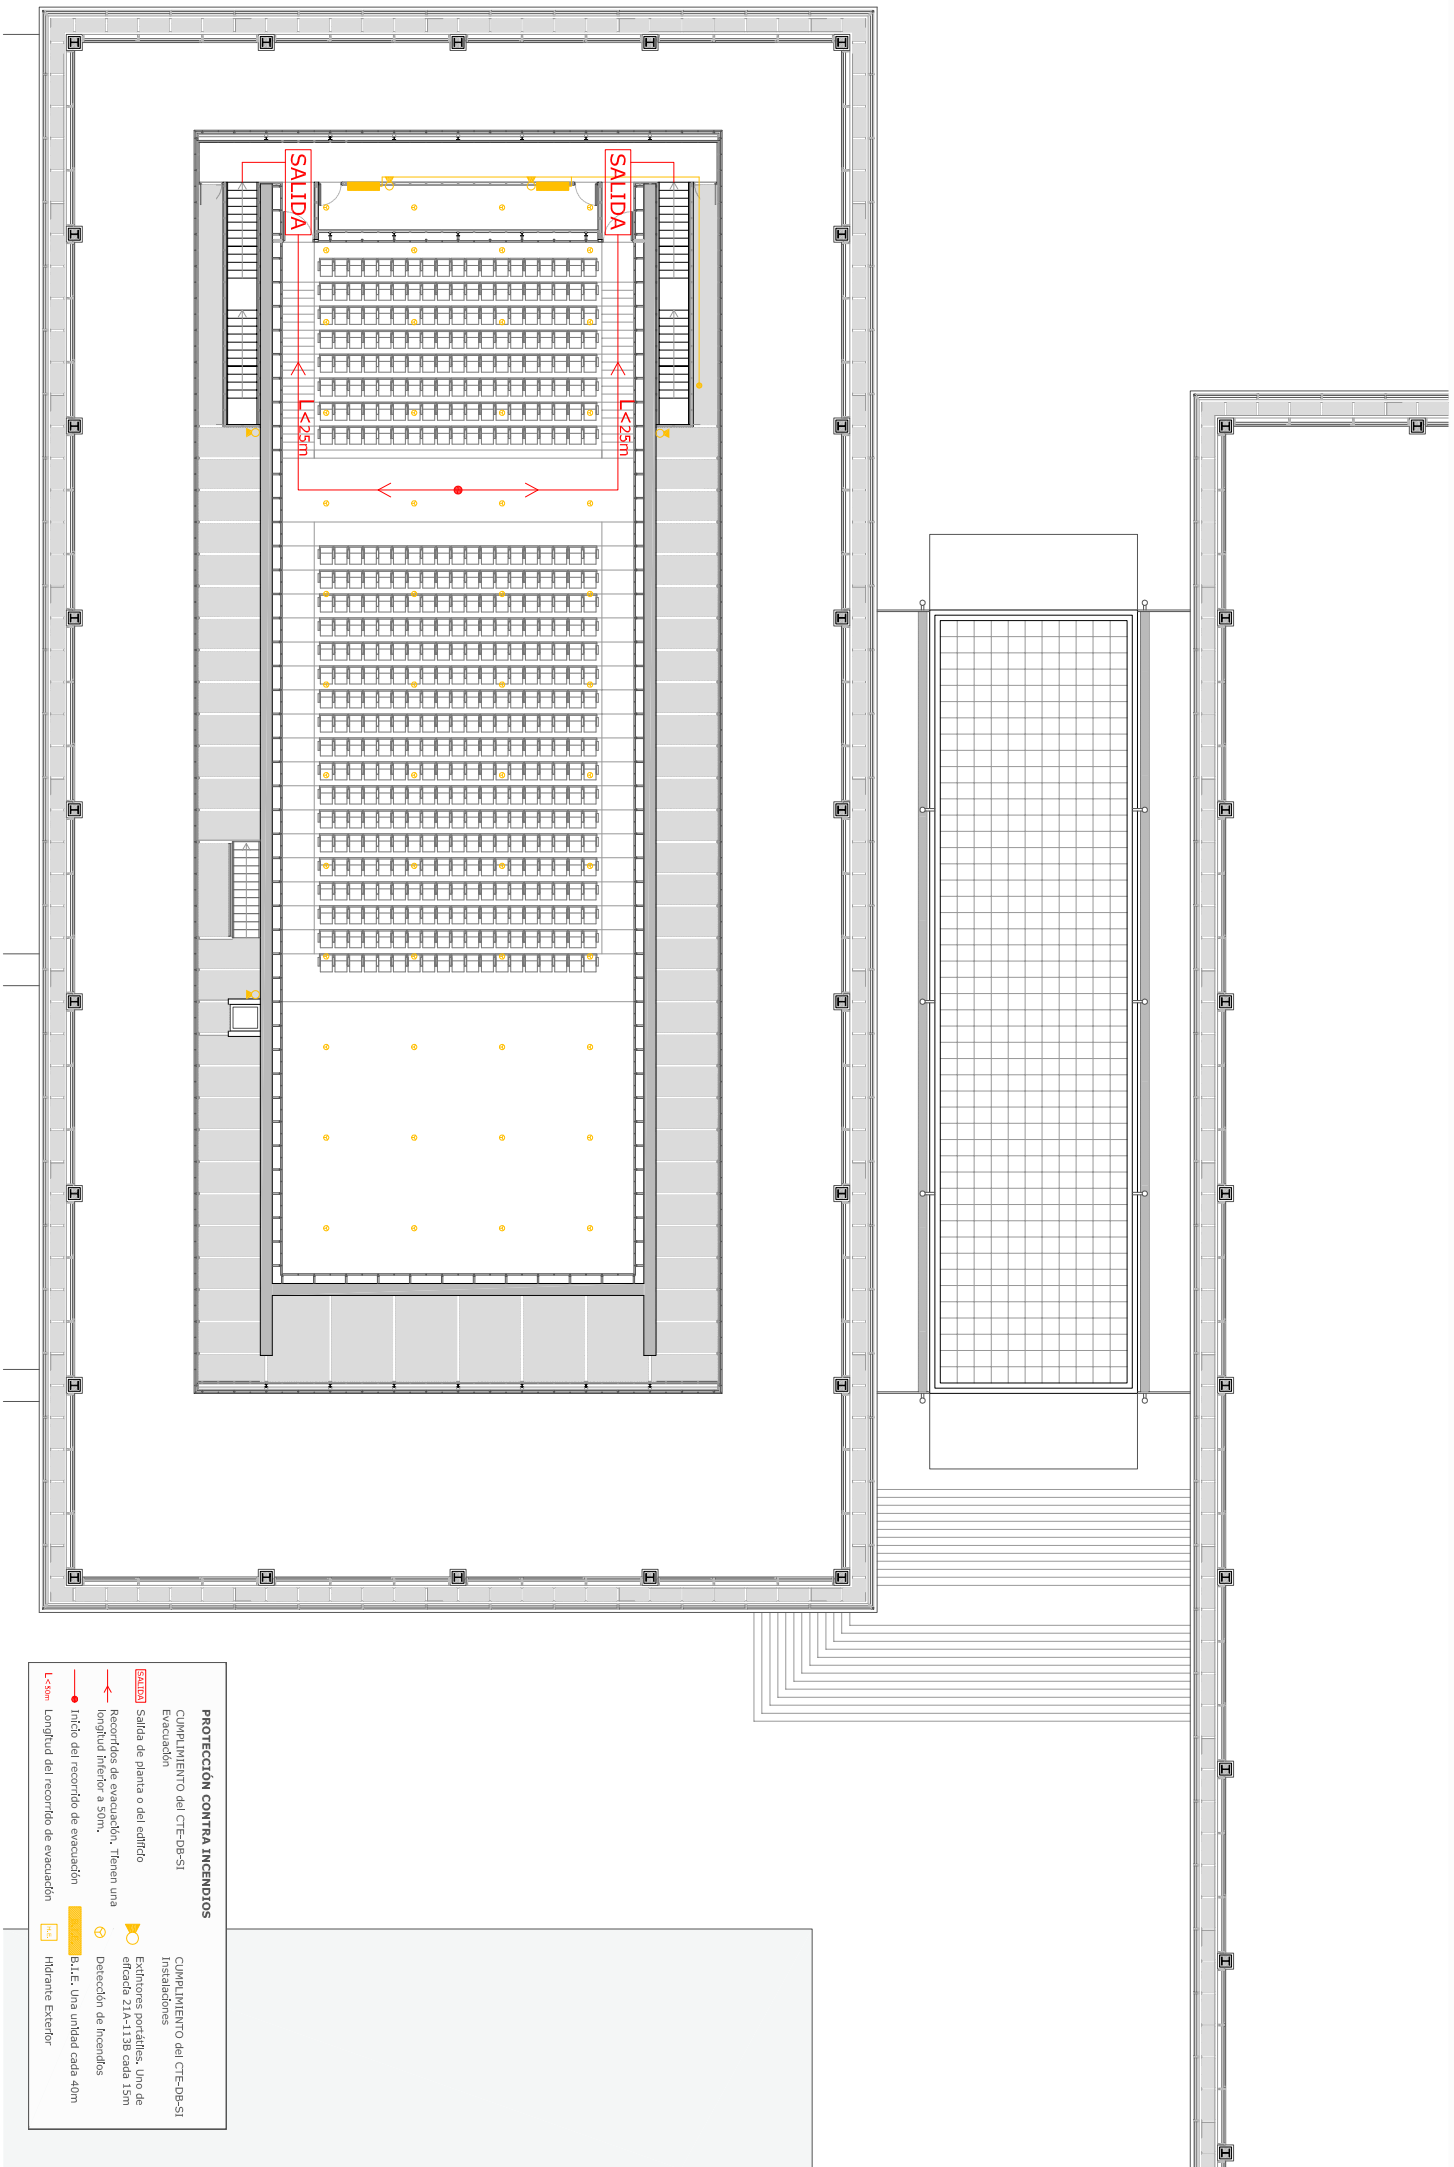 SALIDA
SALIDA
L<25m
L<25m
PROTECCIÓN CONTRA INCENDIOS
CUMPLIMIENTO del CTE-DB-SI
Evacuación
SALIDA
Salida de planta o del edificio
Recorridos de evacuación. Tienen una
longitud inferior a 50m.
Inicio del recorrido de evacuación
L<50m
Longitud del recorrido de evacuación
CUMPLIMIENTO del CTE-DB-SI
Instalaciones
Extintores portátiles. Uno de
eficacia 21A-113B cada 15m
Detección de incendios
B.I.E. Una unidad cada 40m
Hidrante Exterior